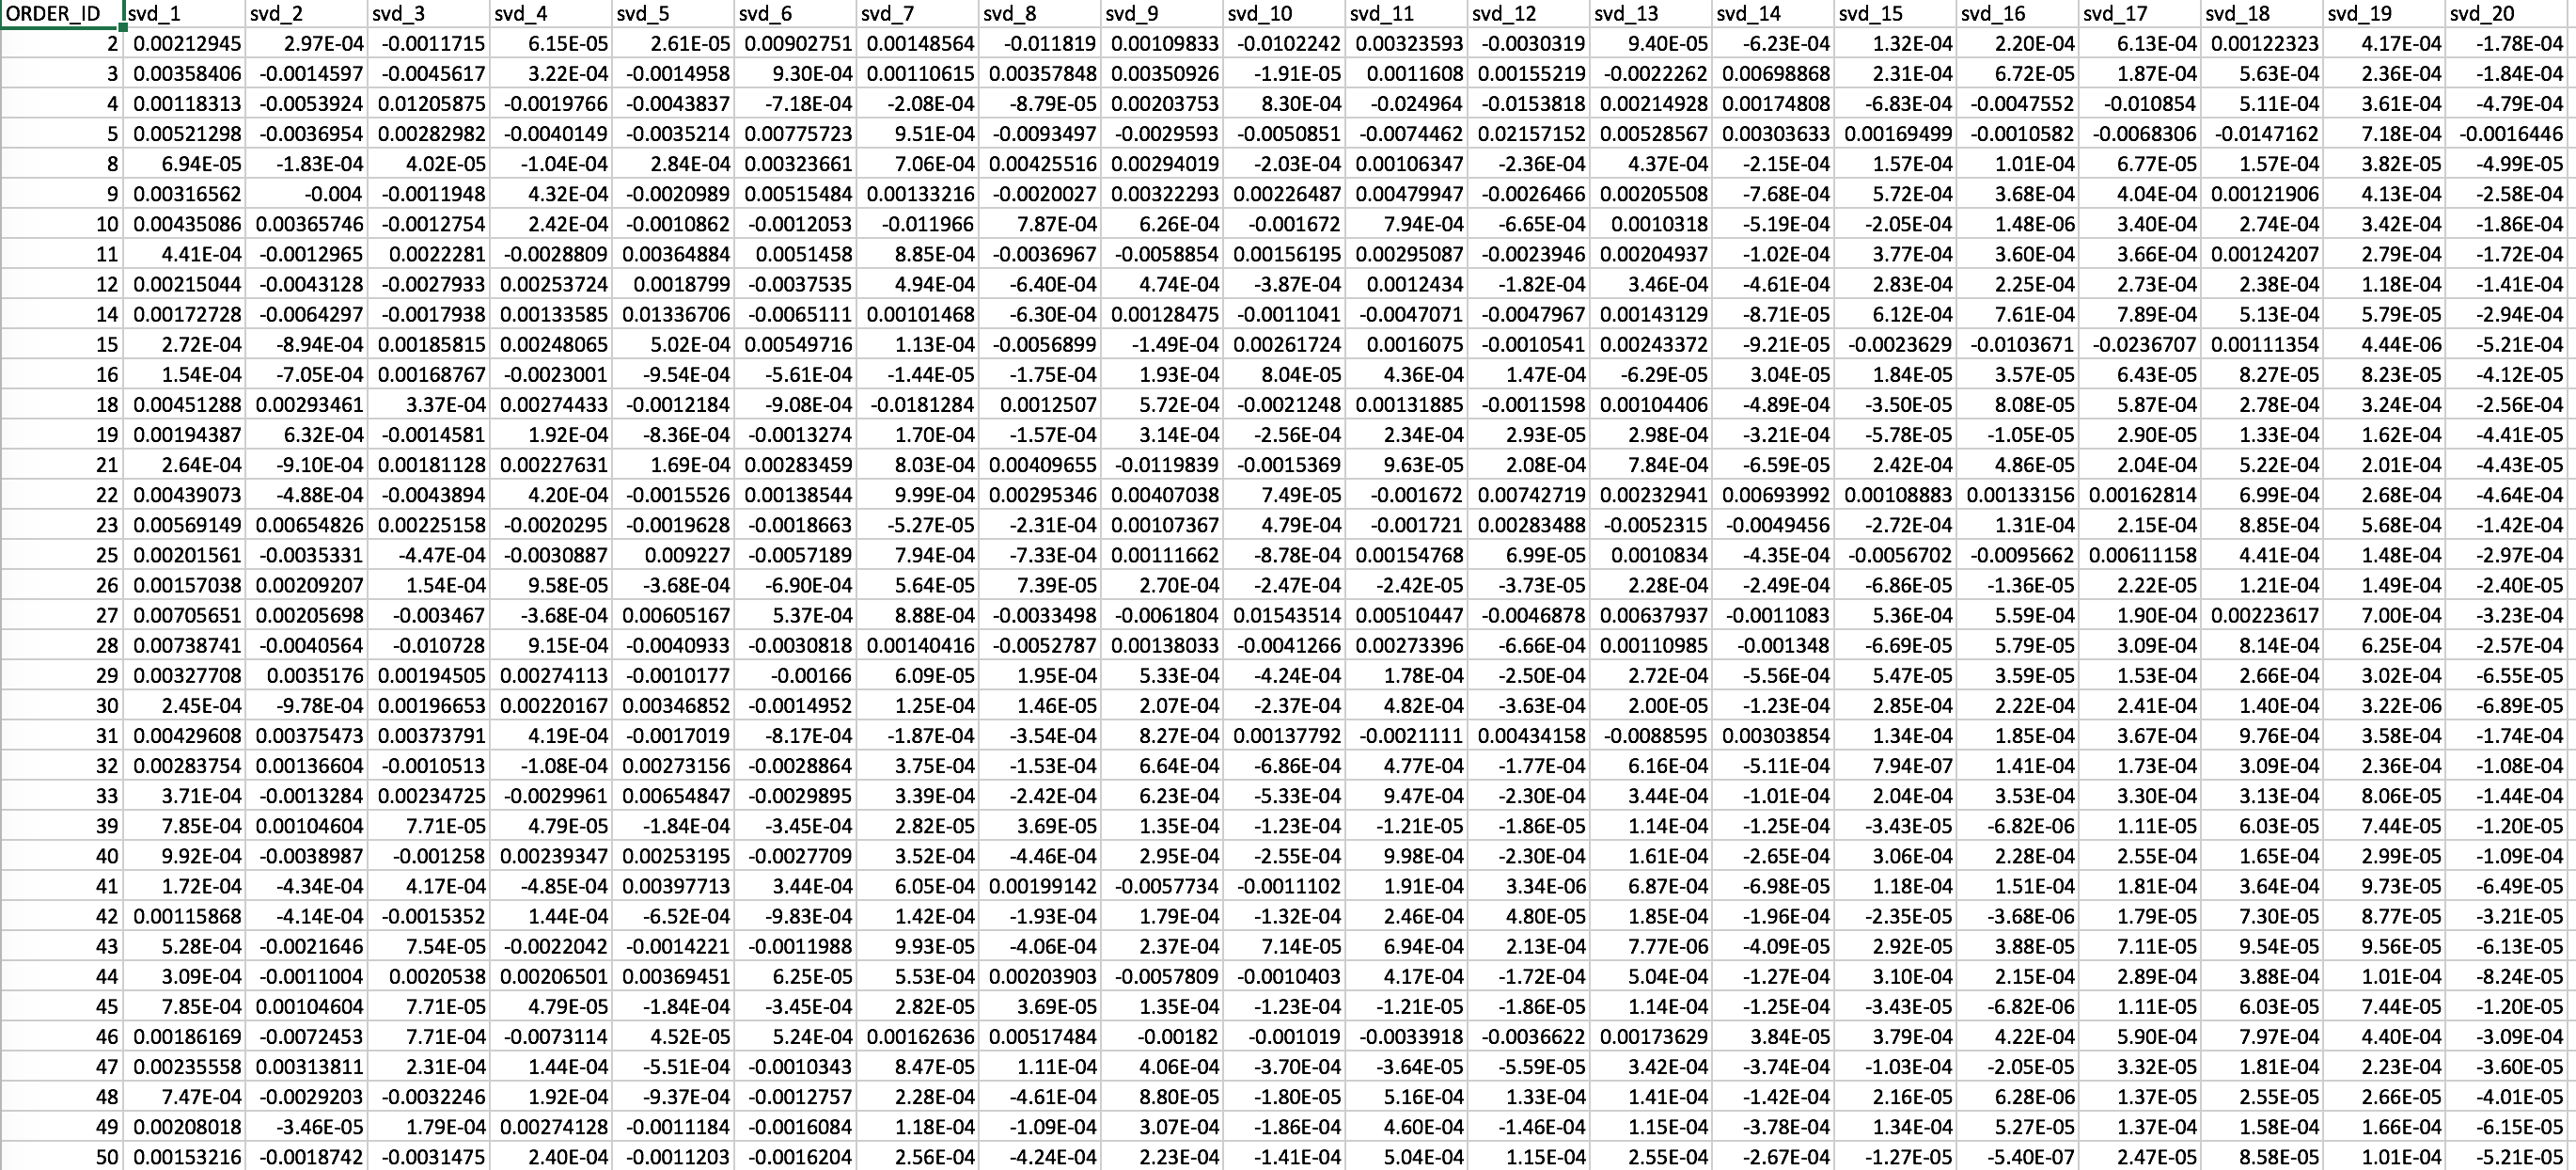 ORDER_ID svd_1 svd_2 svd_3 svd_4 svd_5 svd_6 svd_7 svd_8 svd_9 svd_10 svd_11 svd_12 svd_13 svd_14 svd_15 svd_16 svd_17 svd_18 svd_19 svd_20
2 0.00212945 2.97E-04 -0.0011715 6.15E-05 2.61E-05 0.00902751 0.00148564 -0.011819 0.00109833 -0.0102242 0.00323593 -0.0030319 9.40E-05 -6.23E-04 1.32E-04 2.20E-04 6.13E-04 0.00122323 4.17E-04 -1.78E-04
3 0.00358406 -0.0014597 -0.0045617 3.22E-04 -0.0014958 9.30E-04 0.00110615 0.00357848 0.00350926 -1.91E-05 0.0011608 0.00155219 -0.0022262 0.00698868 2.31E-04 6.72E-05 1.87E-04 5.63E-04 2.36E-04 -1.84E-04
4 0.00118313 -0.0053924 0.01205875 -0.0019766 -0.0043837 -7.18E-04 -2.08E-04 -8.79E-05 0.00203753 8.30E-04 -0.024964 -0.0153818 0.00214928 0.00174808 -6.83E-04 -0.0047552 -0.010854 5.11E-04 3.61E-04 -4.79E-04
5 0.00521298 -0.0036954 0.00282982 -0.0040149 -0.0035214 0.00775723 9.51E-04 -0.0093497 -0.0029593 -0.0050851 -0.0074462 0.02157152 0.00528567 0.00303633 0.00169499 -0.0010582 -0.0068306 -0.0147162 7.18E-04 -0.0016446
8 6.94E-05 -1.83E-04 4.02E-05 -1.04E-04 2.84E-04 0.00323661 7.06E-04 0.00425516 0.00294019 -2.03E-04 0.00106347 -2.36E-04 4.37E-04 -2.15E-04 1.57E-04 1.01E-04 6.77E-05 1.57E-04 3.82E-05 -4.99E-05
9 0.00316562 -0.004 -0.0011948 4.32E-04 -0.0020989 0.00515484 0.00133216 -0.0020027 0.00322293 0.00226487 0.00479947 -0.0026466 0.00205508 -7.68E-04 5.72E-04 3.68E-04 4.04E-04 0.00121906 4.13E-04 -2.58E-04
10 0.00435086 0.00365746 -0.0012754 2.42E-04 -0.0010862 -0.0012053 -0.011966 7.87E-04 6.26E-04 -0.001672 7.94E-04 -6.65E-04 0.0010318 -5.19E-04 -2.05E-04 1.48E-06 3.40E-04 2.74E-04 3.42E-04 -1.86E-04
11 4.41E-04 -0.0012965 0.0022281 -0.0028809 0.00364884 0.0051458 8.85E-04 -0.0036967 -0.0058854 0.00156195 0.00295087 -0.0023946 0.00204937 -1.02E-04 3.77E-04 3.60E-04 3.66E-04 0.00124207 2.79E-04 -1.72E-04
12 0.00215044 -0.0043128 -0.0027933 0.00253724 0.0018799 -0.0037535 4.94E-04 -6.40E-04 4.74E-04 -3.87E-04 0.0012434 -1.82E-04 3.46E-04 -4.61E-04 2.83E-04 2.25E-04 2.73E-04 2.38E-04 1.18E-04 -1.41E-04
14 0.00172728 -0.0064297 -0.0017938 0.00133585 0.01336706 -0.0065111 0.00101468 -6.30E-04 0.00128475 -0.0011041 -0.0047071 -0.0047967 0.00143129 -8.71E-05 6.12E-04 7.61E-04 7.89E-04 5.13E-04 5.79E-05 -2.94E-04
15 2.72E-04 -8.94E-04 0.00185815 0.00248065 5.02E-04 0.00549716 1.13E-04 -0.0056899 -1.49E-04 0.00261724 0.0016075 -0.0010541 0.00243372 -9.21E-05 -0.0023629 -0.0103671 -0.0236707 0.00111354 4.44E-06 -5.21E-04
16 1.54E-04 -7.05E-04 0.00168767 -0.0023001 -9.54E-04 -5.61E-04 -1.44E-05 -1.75E-04 1.93E-04 8.04E-05 4.36E-04 1.47E-04 -6.29E-05 3.04E-05 1.84E-05 3.57E-05 6.43E-05 8.27E-05 8.23E-05 -4.12E-05
18 0.00451288 0.00293461 3.37E-04 0.00274433 -0.0012184 -9.08E-04 -0.0181284 0.0012507 5.72E-04 -0.0021248 0.00131885 -0.0011598 0.00104406 -4.89E-04 -3.50E-05 8.08E-05 5.87E-04 2.78E-04 3.24E-04 -2.56E-04
19 0.00194387 6.32E-04 -0.0014581 1.92E-04 -8.36E-04 -0.0013274 1.70E-04 -1.57E-04 3.14E-04 -2.56E-04 2.34E-04 2.93E-05 2.98E-04 -3.21E-04 -5.78E-05 -1.05E-05 2.90E-05 1.33E-04 1.62E-04 -4.41E-05
21 2.64E-04 -9.10E-04 0.00181128 0.00227631 1.69E-04 0.00283459 8.03E-04 0.00409655 -0.0119839 -0.0015369 9.63E-05 2.08E-04 7.84E-04 -6.59E-05 2.42E-04 4.86E-05 2.04E-04 5.22E-04 2.01E-04 -4.43E-05
22 0.00439073 -4.88E-04 -0.0043894 4.20E-04 -0.0015526 0.00138544 9.99E-04 0.00295346 0.00407038 7.49E-05 -0.001672 0.00742719 0.00232941 0.00693992 0.00108883 0.00133156 0.00162814 6.99E-04 2.68E-04 -4.64E-04
23 0.00569149 0.00654826 0.00225158 -0.0020295 -0.0019628 -0.0018663 -5.27E-05 -2.31E-04 0.00107367 4.79E-04 -0.001721 0.00283488 -0.0052315 -0.0049456 -2.72E-04 1.31E-04 2.15E-04 8.85E-04 5.68E-04 -1.42E-04
25 0.00201561 -0.0035331 -4.47E-04 -0.0030887 0.009227 -0.0057189 7.94E-04 -7.33E-04 0.00111662 -8.78E-04 0.00154768 6.99E-05 0.0010834 -4.35E-04 -0.0056702 -0.0095662 0.00611158 4.41E-04 1.48E-04 -2.97E-04
26 0.00157038 0.00209207 1.54E-04 9.58E-05 -3.68E-04 -6.90E-04 5.64E-05 7.39E-05 2.70E-04 -2.47E-04 -2.42E-05 -3.73E-05 2.28E-04 -2.49E-04 -6.86E-05 -1.36E-05 2.22E-05 1.21E-04 1.49E-04 -2.40E-05
27 0.00705651 0.00205698 -0.003467 -3.68E-04 0.00605167 5.37E-04 8.88E-04 -0.0033498 -0.0061804 0.01543514 0.00510447 -0.0046878 0.00637937 -0.0011083 5.36E-04 5.59E-04 1.90E-04 0.00223617 7.00E-04 -3.23E-04
28 0.00738741 -0.0040564 -0.010728 9.15E-04 -0.0040933 -0.0030818 0.00140416 -0.0052787 0.00138033 -0.0041266 0.00273396 -6.66E-04 0.00110985 -0.001348 -6.69E-05 5.79E-05 3.09E-04 8.14E-04 6.25E-04 -2.57E-04
29 0.00327708 0.0035176 0.00194505 0.00274113 -0.0010177 -0.00166 6.09E-05 1.95E-04 5.33E-04 -4.24E-04 1.78E-04 -2.50E-04 2.72E-04 -5.56E-04 5.47E-05 3.59E-05 1.53E-04 2.66E-04 3.02E-04 -6.55E-05
30 2.45E-04 -9.78E-04 0.00196653 0.00220167 0.00346852 -0.0014952 1.25E-04 1.46E-05 2.07E-04 -2.37E-04 4.82E-04 -3.63E-04 2.00E-05 -1.23E-04 2.85E-04 2.22E-04 2.41E-04 1.40E-04 3.22E-06 -6.89E-05
31 0.00429608 0.00375473 0.00373791 4.19E-04 -0.0017019 -8.17E-04 -1.87E-04 -3.54E-04 8.27E-04 0.00137792 -0.0021111 0.00434158 -0.0088595 0.00303854 1.34E-04 1.85E-04 3.67E-04 9.76E-04 3.58E-04 -1.74E-04
32 0.00283754 0.00136604 -0.0010513 -1.08E-04 0.00273156 -0.0028864 3.75E-04 -1.53E-04 6.64E-04 -6.86E-04 4.77E-04 -1.77E-04 6.16E-04 -5.11E-04 7.94E-07 1.41E-04 1.73E-04 3.09E-04 2.36E-04 -1.08E-04
33 3.71E-04 -0.0013284 0.00234725 -0.0029961 0.00654847 -0.0029895 3.39E-04 -2.42E-04 6.23E-04 -5.33E-04 9.47E-04 -2.30E-04 3.44E-04 -1.01E-04 2.04E-04 3.53E-04 3.30E-04 3.13E-04 8.06E-05 -1.44E-04
39 7.85E-04 0.00104604 7.71E-05 4.79E-05 -1.84E-04 -3.45E-04 2.82E-05 3.69E-05 1.35E-04 -1.23E-04 -1.21E-05 -1.86E-05 1.14E-04 -1.25E-04 -3.43E-05 -6.82E-06 1.11E-05 6.03E-05 7.44E-05 -1.20E-05
40 9.92E-04 -0.0038987 -0.001258 0.00239347 0.00253195 -0.0027709 3.52E-04 -4.46E-04 2.95E-04 -2.55E-04 9.98E-04 -2.30E-04 1.61E-04 -2.65E-04 3.06E-04 2.28E-04 2.55E-04 1.65E-04 2.99E-05 -1.09E-04
41 1.72E-04 -4.34E-04 4.17E-04 -4.85E-04 0.00397713 3.44E-04 6.05E-04 0.00199142 -0.0057734 -0.0011102 1.91E-04 3.34E-06 6.87E-04 -6.98E-05 1.18E-04 1.51E-04 1.81E-04 3.64E-04 9.73E-05 -6.49E-05
42 0.00115868 -4.14E-04 -0.0015352 1.44E-04 -6.52E-04 -9.83E-04 1.42E-04 -1.93E-04 1.79E-04 -1.32E-04 2.46E-04 4.80E-05 1.85E-04 -1.96E-04 -2.35E-05 -3.68E-06 1.79E-05 7.30E-05 8.77E-05 -3.21E-05
43 5.28E-04 -0.0021646 7.54E-05 -0.0022042 -0.0014221 -0.0011988 9.93E-05 -4.06E-04 2.37E-04 7.14E-05 6.94E-04 2.13E-04 7.77E-06 -4.09E-05 2.92E-05 3.88E-05 7.11E-05 9.54E-05 9.56E-05 -6.13E-05
44 3.09E-04 -0.0011004 0.0020538 0.00206501 0.00369451 6.25E-05 5.53E-04 0.00203903 -0.0057809 -0.0010403 4.17E-04 -1.72E-04 5.04E-04 -1.27E-04 3.10E-04 2.15E-04 2.89E-04 3.88E-04 1.01E-04 -8.24E-05
45 7.85E-04 0.00104604 7.71E-05 4.79E-05 -1.84E-04 -3.45E-04 2.82E-05 3.69E-05 1.35E-04 -1.23E-04 -1.21E-05 -1.86E-05 1.14E-04 -1.25E-04 -3.43E-05 -6.82E-06 1.11E-05 6.03E-05 7.44E-05 -1.20E-05
46 0.00186169 -0.0072453 7.71E-04 -0.0073114 4.52E-05 5.24E-04 0.00162636 0.00517484 -0.00182 -0.001019 -0.0033918 -0.0036622 0.00173629 3.84E-05 3.79E-04 4.22E-04 5.90E-04 7.97E-04 4.40E-04 -3.09E-04
47 0.00235558 0.00313811 2.31E-04 1.44E-04 -5.51E-04 -0.0010343 8.47E-05 1.11E-04 4.06E-04 -3.70E-04 -3.64E-05 -5.59E-05 3.42E-04 -3.74E-04 -1.03E-04 -2.05E-05 3.32E-05 1.81E-04 2.23E-04 -3.60E-05
48 7.47E-04 -0.0029203 -0.0032246 1.92E-04 -9.37E-04 -0.0012757 2.28E-04 -4.61E-04 8.80E-05 -1.80E-05 5.16E-04 1.33E-04 1.41E-04 -1.42E-04 2.16E-05 6.28E-06 1.37E-05 2.55E-05 2.66E-05 -4.01E-05
49 0.00208018 -3.46E-05 1.79E-04 0.00274128 -0.0011184 -0.0016084 1.18E-04 -1.09E-04 3.07E-04 -1.86E-04 4.60E-04 -1.46E-04 1.15E-04 -3.78E-04 1.34E-04 5.27E-05 1.37E-04 1.58E-04 1.66E-04 -6.15E-05
50 0.00153216 -0.0018742 -0.0031475 2.40E-04 -0.0011203 -0.0016204 2.56E-04 -4.24E-04 2.23E-04 -1.41E-04 5.04E-04 1.15E-04 2.55E-04 -2.67E-04 -1.27E-05 -5.40E-07 2.47E-05 8.58E-05 1.01E-04 -5.21E-05